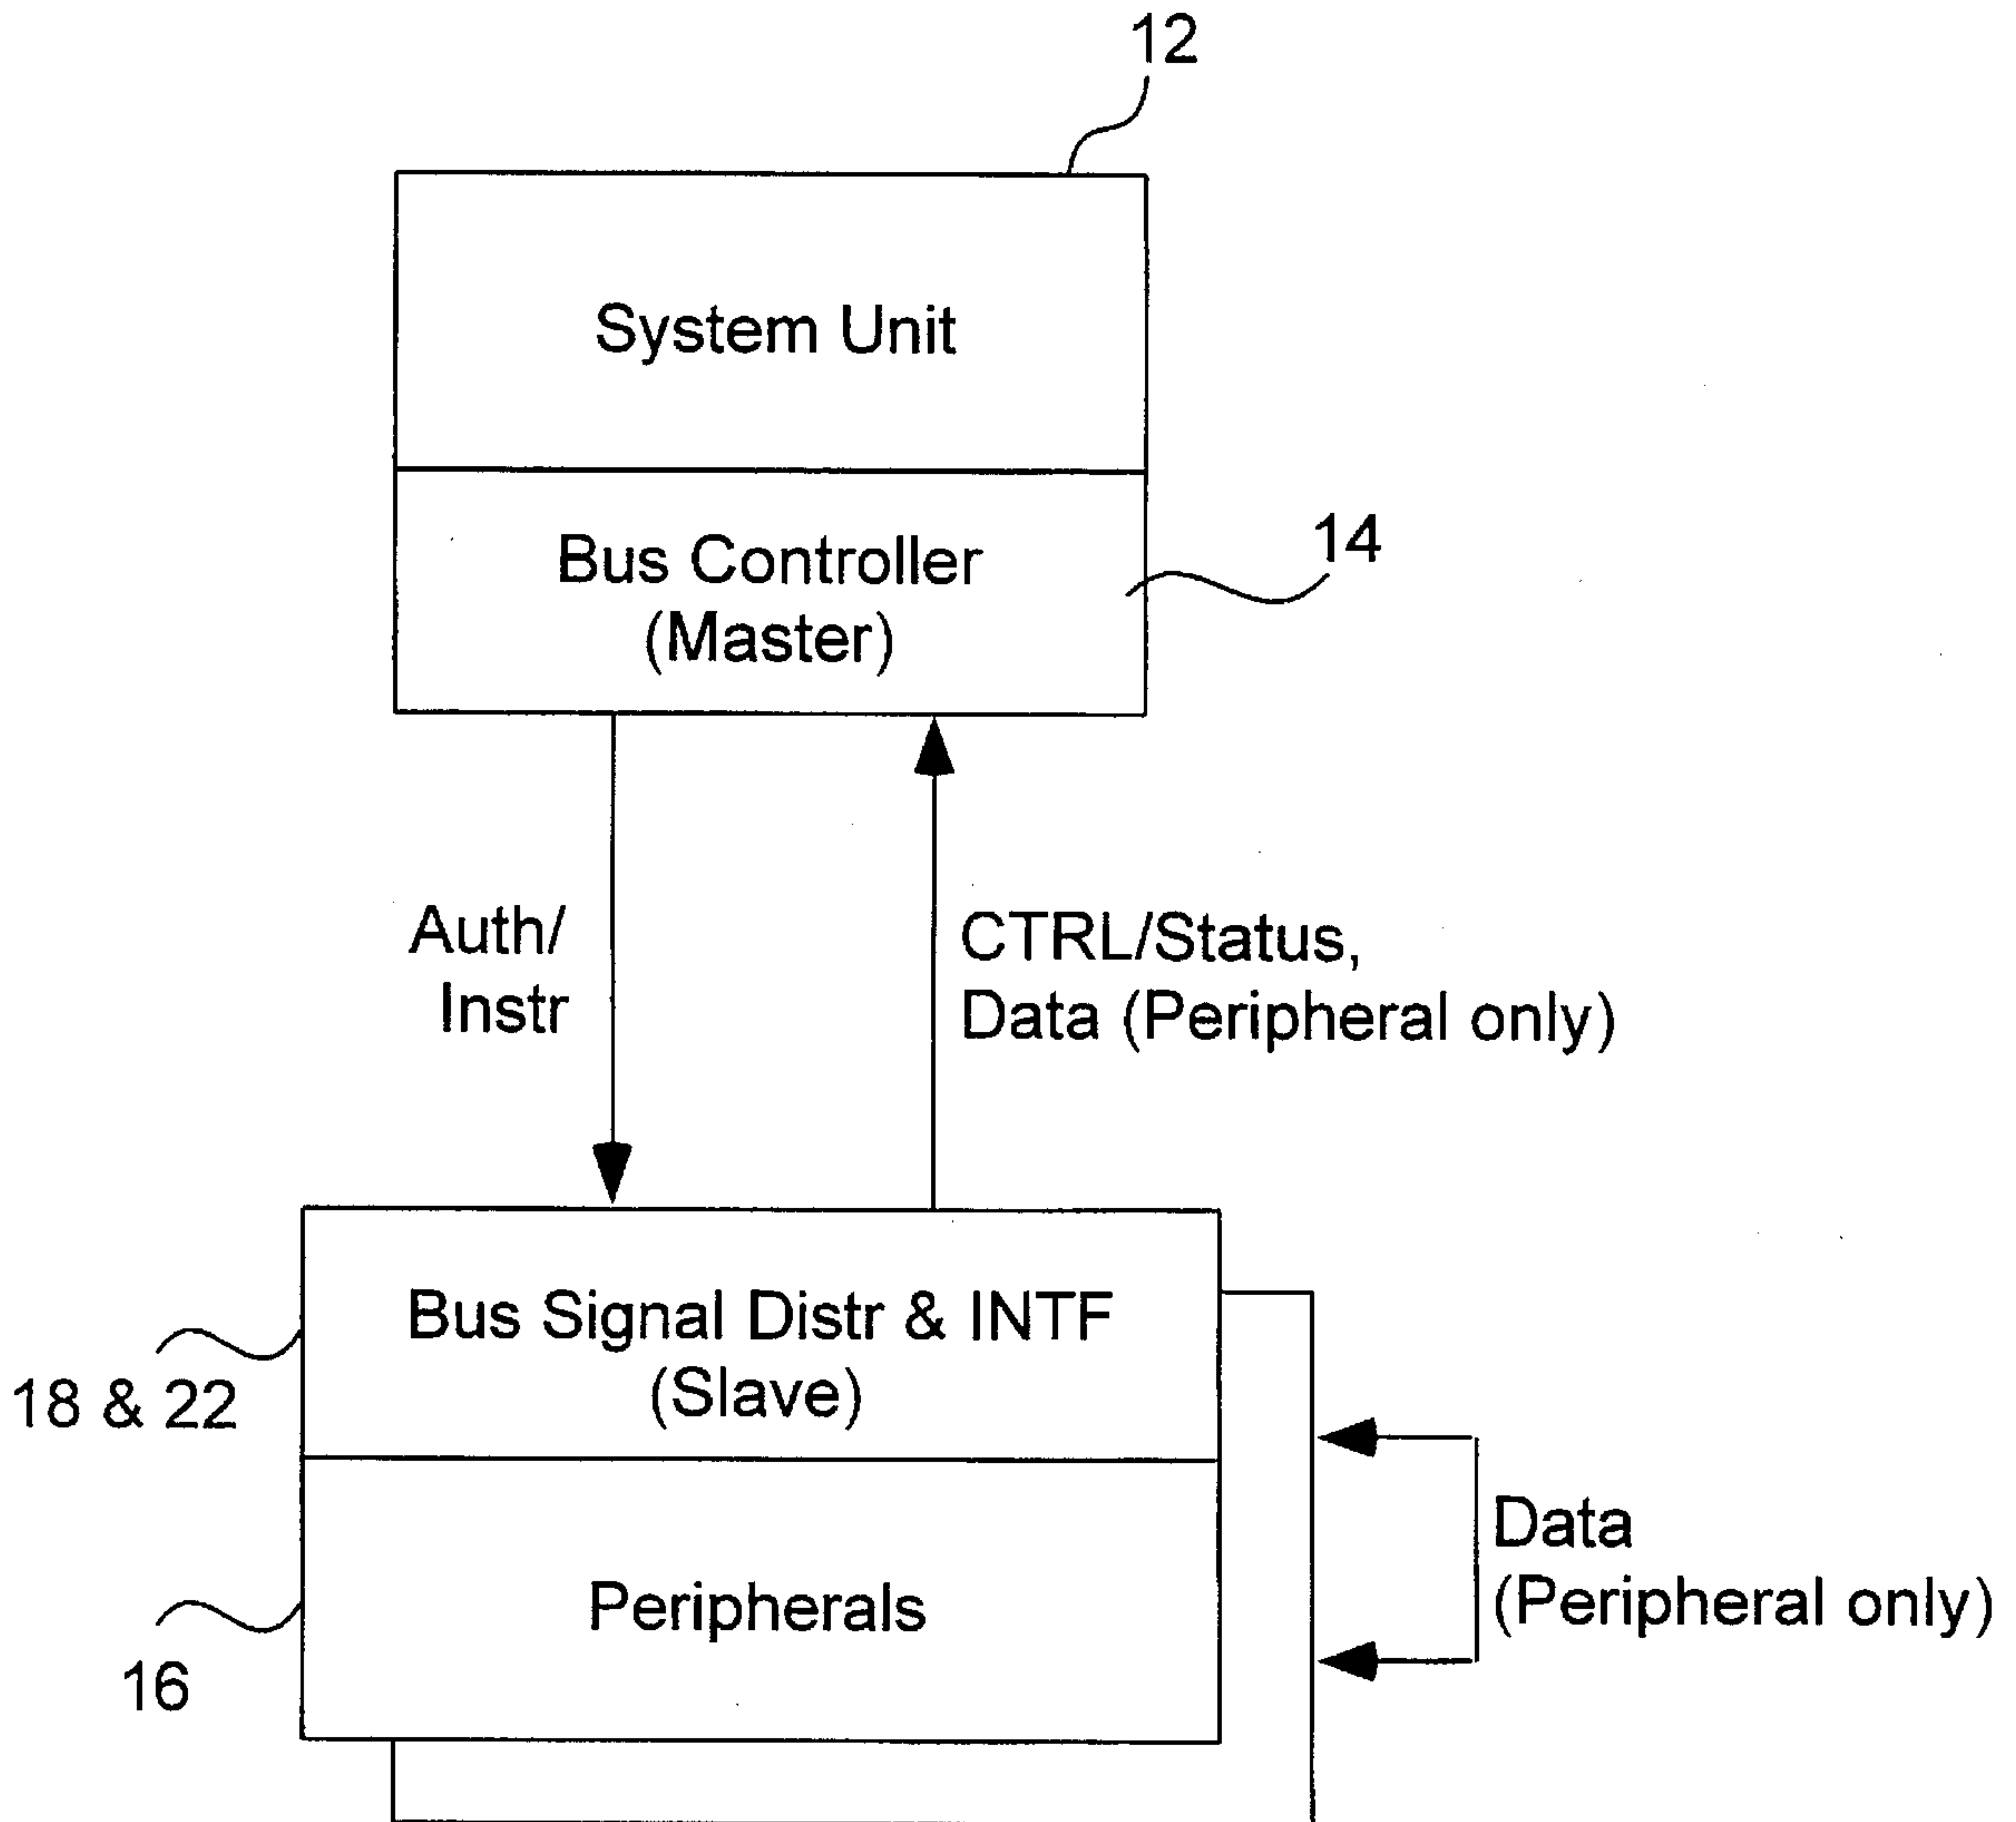 12
System Unit
Bus Controller
(Master)
14
Auth/
Instr
CTRL/Status,
Data (Peripheral only)
Bus Signal Distr & INTF
(Slave)
18 & 22
Peripherals
16
Data
(Peripheral only)